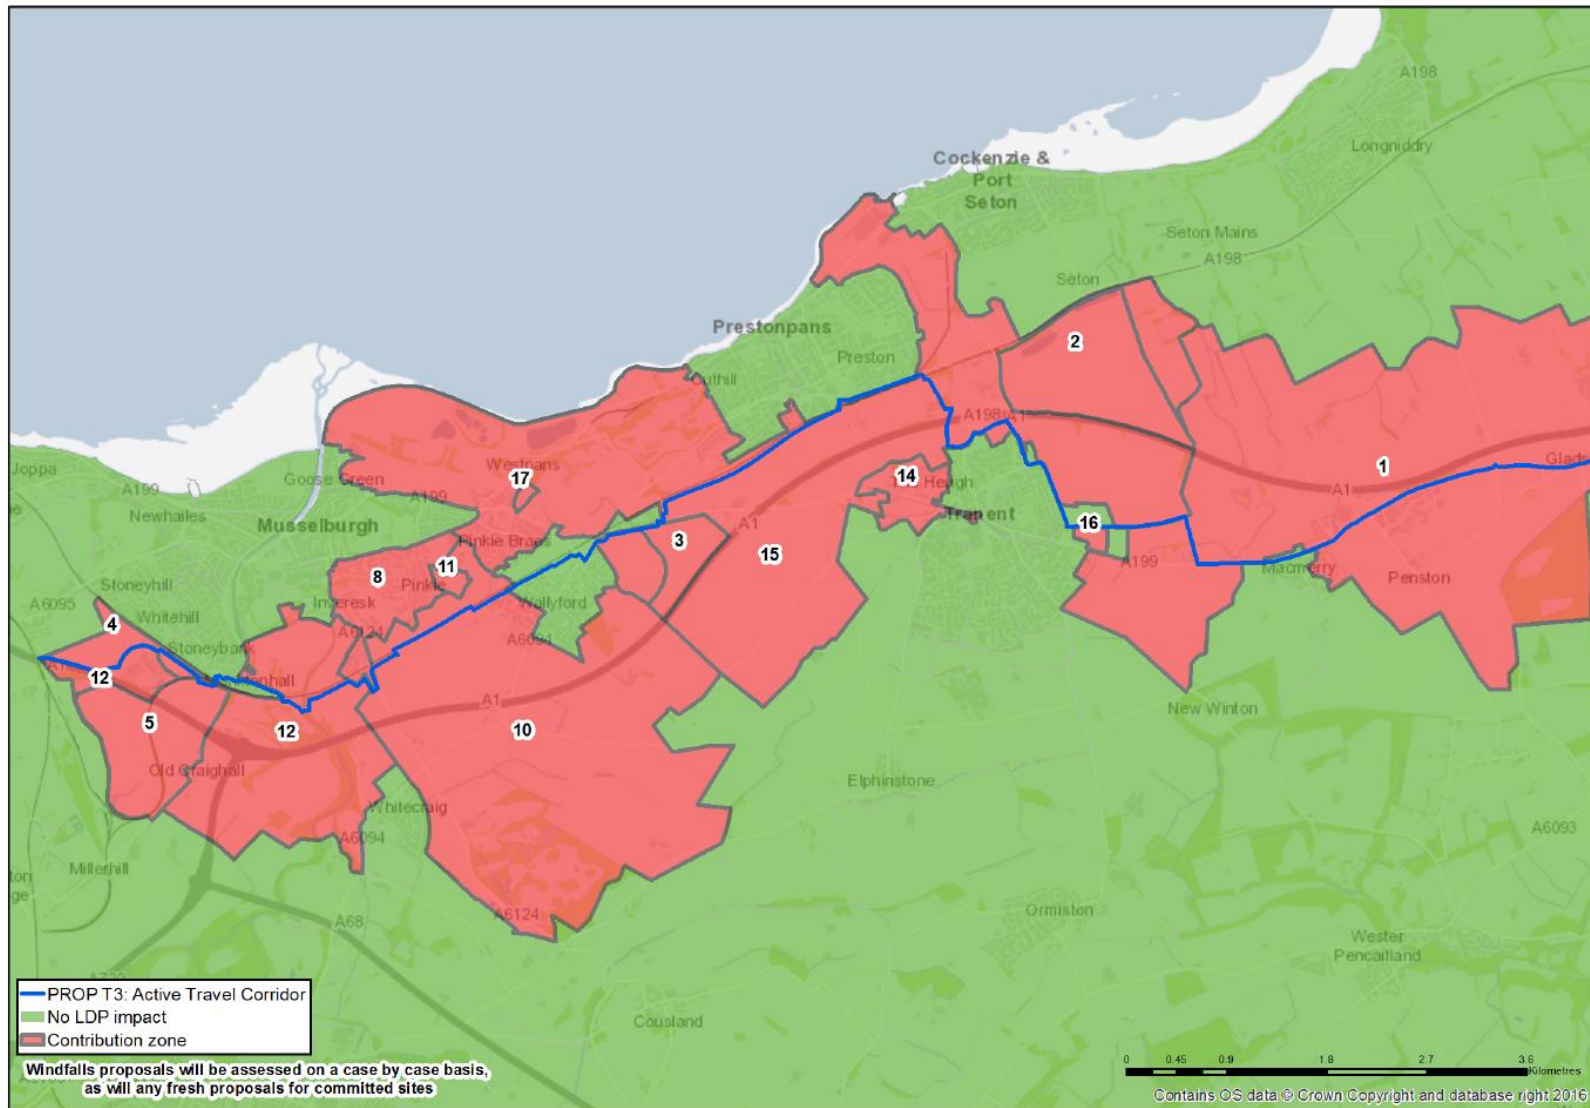 A198
Longniddry
Cockenzie &
Port
Seton
Seton Mains
A198
Seton
Prestonpans
2
Preston
Cuthill
A198
A1
1
Joppa
A199
Goose Green
Westpans
17
14
A1
Newhailes
A199
Musselburgh
Tranent
16
A1
Pinkie Braes
3
15
A199
Macmerry
Penston
Stoneyhill
8
11
Pinkie
Inveresk
Wallyford
A6095
Whitehill
4
A6124
A6094
Stoneybank
12
A1
New Winton
5
12
10
Old Craighall
Elphinstone
Whitecraig
A6094
A6093
Millerhill
A6124
A68
Ormiston
Wester
Pencaitland
A720
Cousland
PROP T3: Active Travel Corridor
No LDP impact
Contribution zone
Windfalls proposals will be assessed on a case by case basis,
as will any fresh proposals for committed sites
0 0.45 0.9 1.8 2.7 3.6
Kilometres
Contains OS data © Crown Copyright and database right 2016